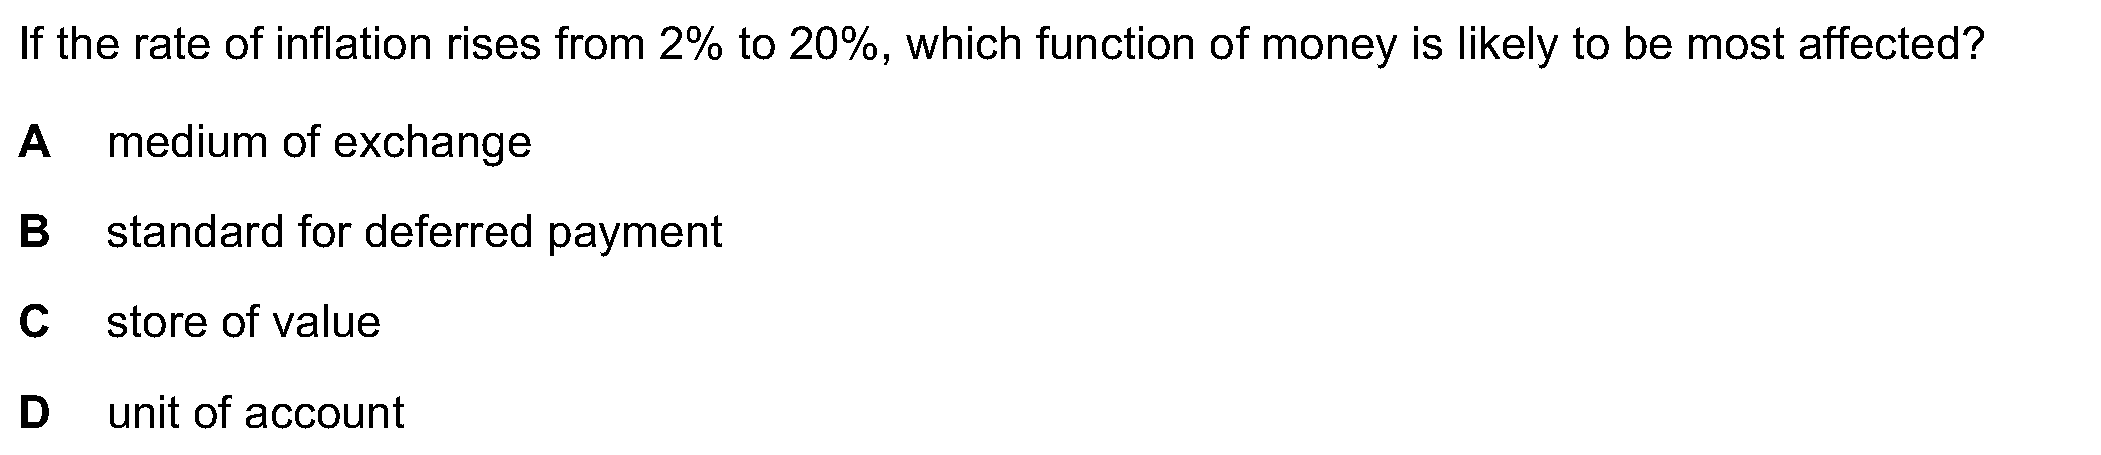 If the rate of inflation rises from 2% to 20%, which function of money is likely to be most affected?
A medium of exchange
B standard for deferred payment
C store of value
D unit of account